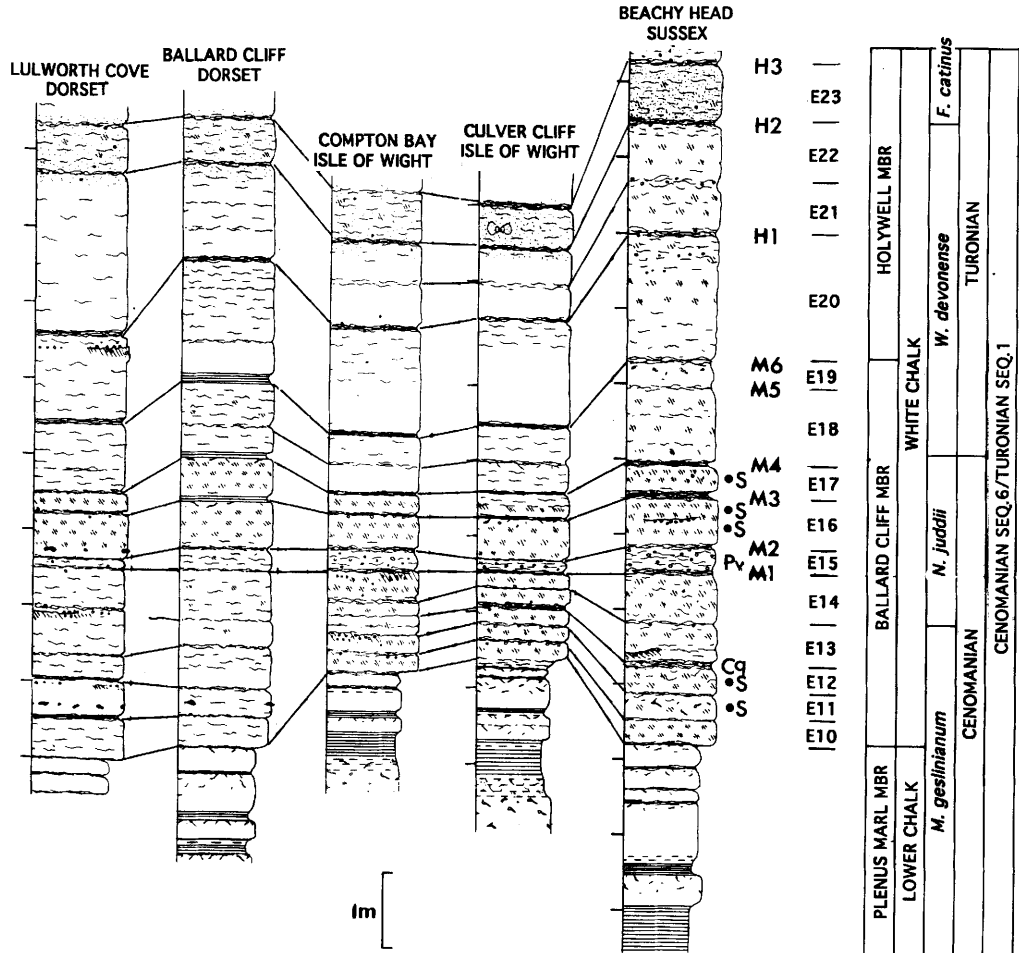 LULWORTH COVE
DORSET
BALLARD CLIFF
DORSET
COMPTON BAY
ISLE OF WIGHT
CULVER CLIFF
ISLE OF WIGHT
BEACHY HEAD
SUSSEX
H3
H2
H1
M6
M5
M4
•S
M3
•S
•S
M2
Pv
M1
Cq
•S
•S
E23
E22
E21
E20
E19
E18
E17
E16
E15
E14
E13
E12
E11
E10
1m
PLENUS MARL MBR
BALLARD CLIFF MBR
HOLYWELL MBR
LOWER CHALK
WHITE CHALK
M. geslinianum
N. juddii
W. devonense
F. catinus
CENOMANIAN
TURONIAN
CENOMANIAN SEQ.6/TURONIAN SEQ.1